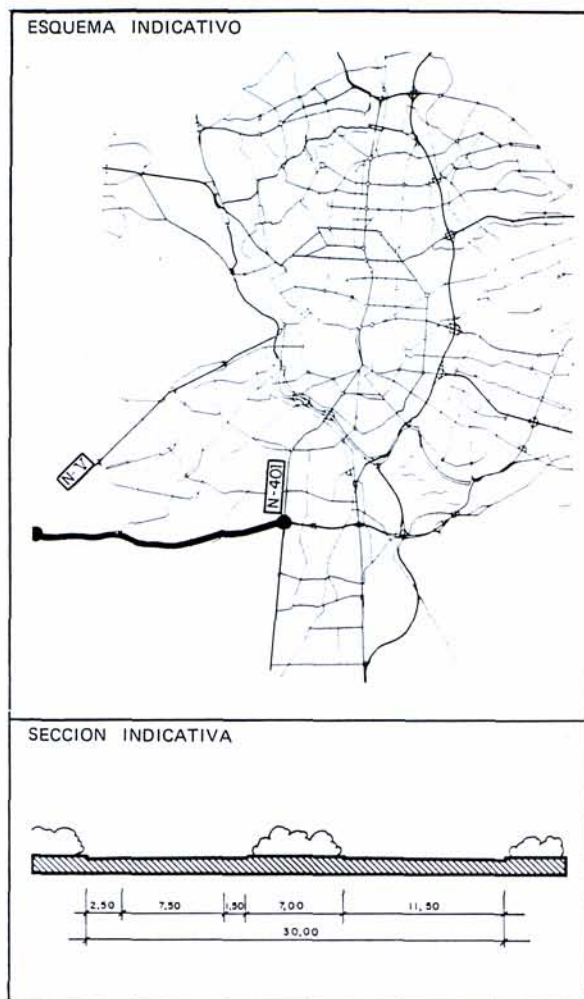 ESQUEMA INDICATIVO
N-V
N-401
SECCION INDICATIVA
2,50 7,50 1,50 7,00 11,50
30,00